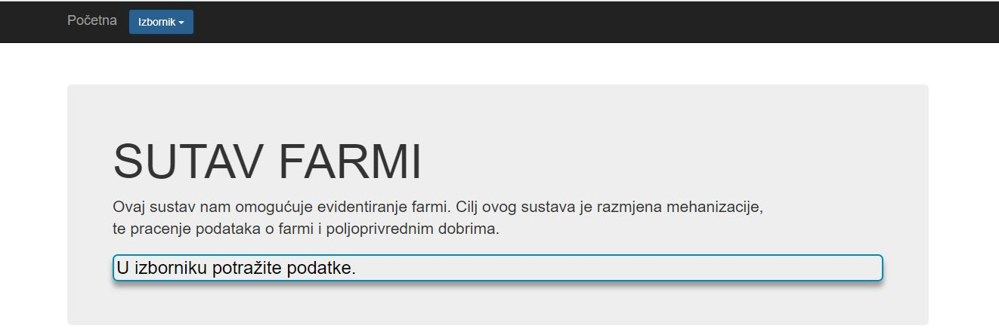 Početna Izbornik
SUTAV FARMI
Ovaj sustav nam omogućuje evidentiranje farmi. Cilj ovog sustava je razmjena mehanizacije,
te pracenje podataka o farmi i poljoprivrednim dobrima.
U izborniku potražite podatke.